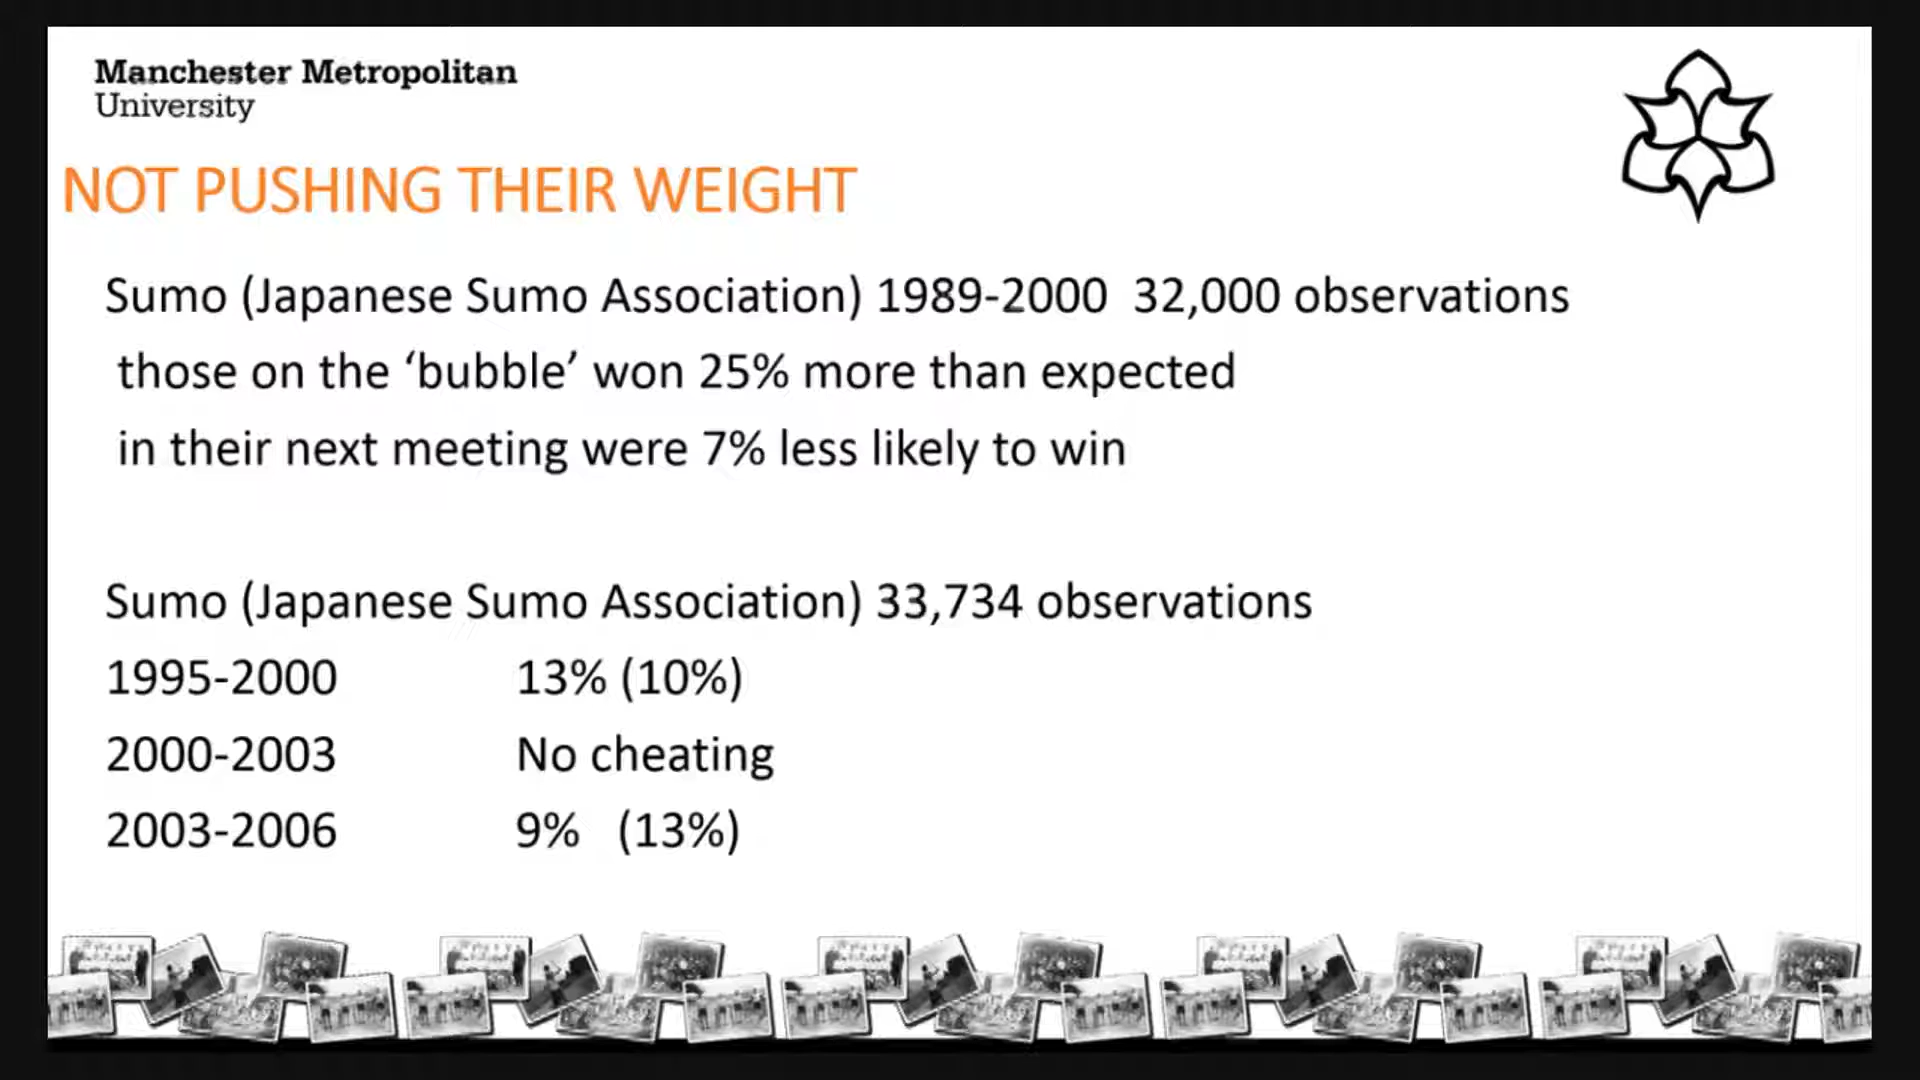 Manchester Metropolitan
University
NOT PUSHING THEIR WEIGHT
Sumo (Japanese Sumo Association) 1989-2000 32,000 observations
those on the ‘bubble’ won 25% more than expected
in their next meeting were 7% less likely to win
Sumo (Japanese Sumo Association) 33,734 observations
1995-2000 13% (10%)
2000-2003 No cheating
2003-2006 9% (13%)